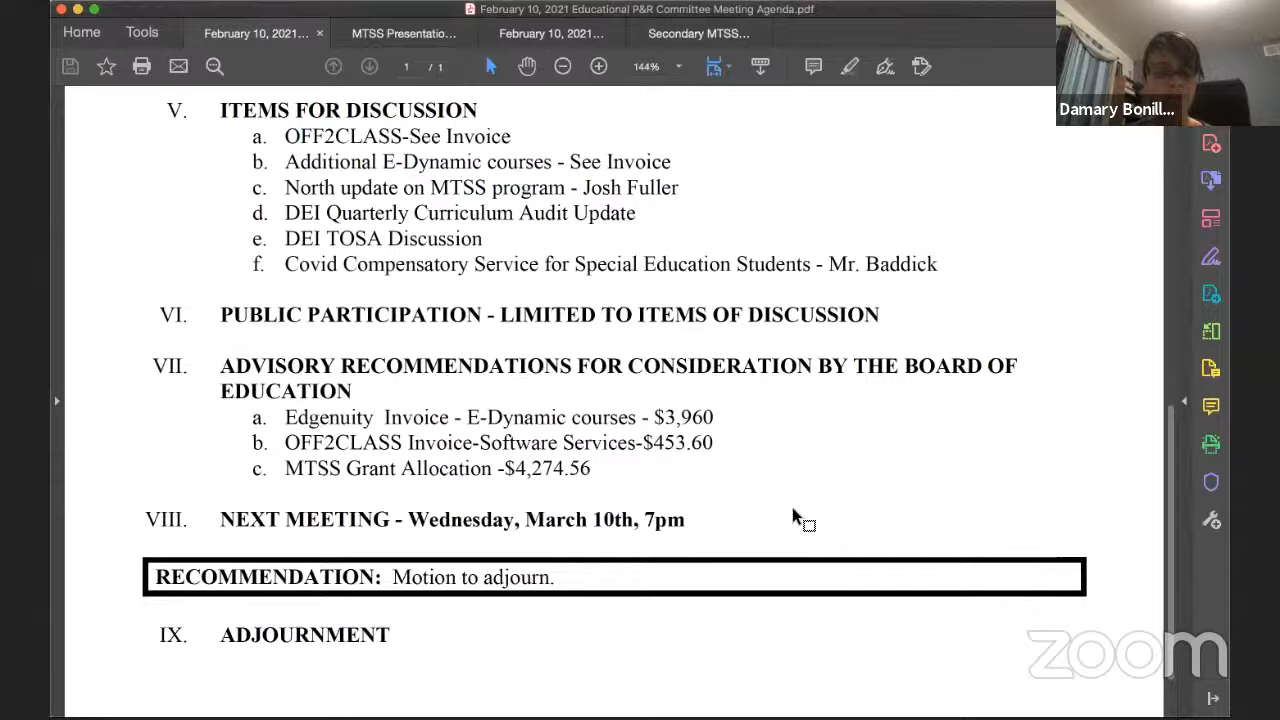 February 10, 2021 Educational P&R Committee Meeting Agenda.pdf
Home Tools February 10, 2021... × MTSS Presentatio... February 10, 2021... Secondary MTSS...
1 / 1 144%
Damary Bonill...
V. ITEMS FOR DISCUSSION
a. OFF2CLASS-See Invoice
b. Additional E-Dynamic courses - See Invoice
c. North update on MTSS program - Josh Fuller
d. DEI Quarterly Curriculum Audit Update
e. DEI TOSA Discussion
f. Covid Compensatory Service for Special Education Students - Mr. Baddick
VI. PUBLIC PARTICIPATION - LIMITED TO ITEMS OF DISCUSSION
VII. ADVISORY RECOMMENDATIONS FOR CONSIDERATION BY THE BOARD OF
EDUCATION
a. Edgenuity Invoice - E-Dynamic courses - $3,960
b. OFF2CLASS Invoice-Software Services-$453.60
c. MTSS Grant Allocation -$4,274.56
VIII. NEXT MEETING - Wednesday, March 10th, 7pm
RECOMMENDATION: Motion to adjourn.
IX. ADJOURNMENT
zoom